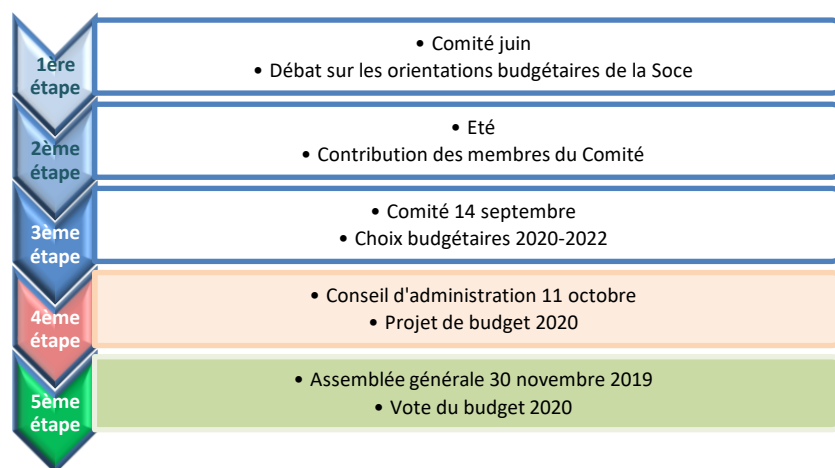 1ère
étape
• Comité juin
• Débat sur les orientations budgétaires de la Soce
2ème
étape
• Eté
• Contribution des membres du Comité
3ème
étape
• Comité 14 septembre
• Choix budgétaires 2020-2022
4ème
étape
• Conseil d'administration 11 octobre
• Projet de budget 2020
5ème
étape
• Assemblée générale 30 novembre 2019
• Vote du budget 2020